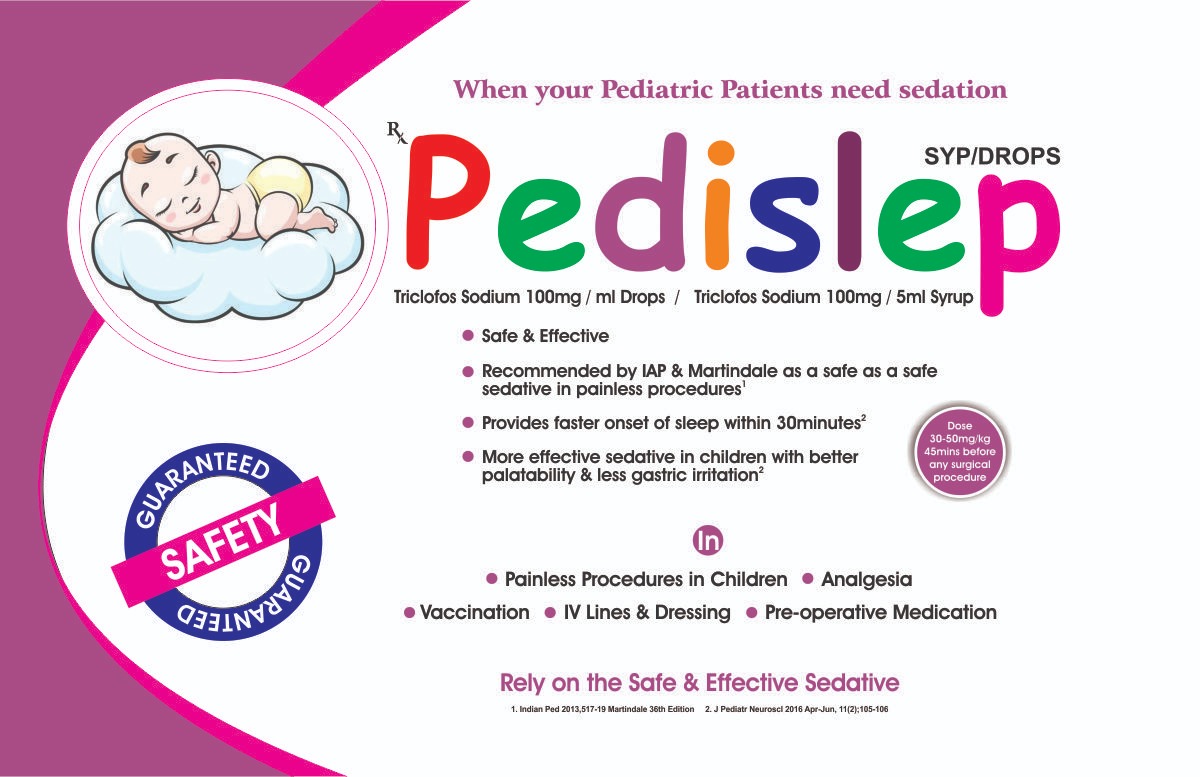 When your Pediatric Patients need sedation
Rx
Pedislep
SYP/DROPS
Triclofos Sodium 100mg / ml Drops / Triclofos Sodium 100mg / 5ml Syrup
• Safe & Effective
• Recommended by IAP & Martindale as a safe as a safe
sedative in painless procedures¹
• Provides faster onset of sleep within 30minutes²
• More effective sedative in children with better
palatability & less gastric irritation²
Dose
30-50mg/kg
45mins before
any surgical
procedure
GUARANTEED
SAFETY
GUARANTEED
In
• Painless Procedures in Children • Analgesia
• Vaccination • IV Lines & Dressing • Pre-operative Medication
Rely on the Safe & Effective Sedative
1. Indian Ped 2013,517-19 Martindale 36th Edition 2. J Pediatr Neuroscl 2016 Apr-Jun, 11(2);105-106